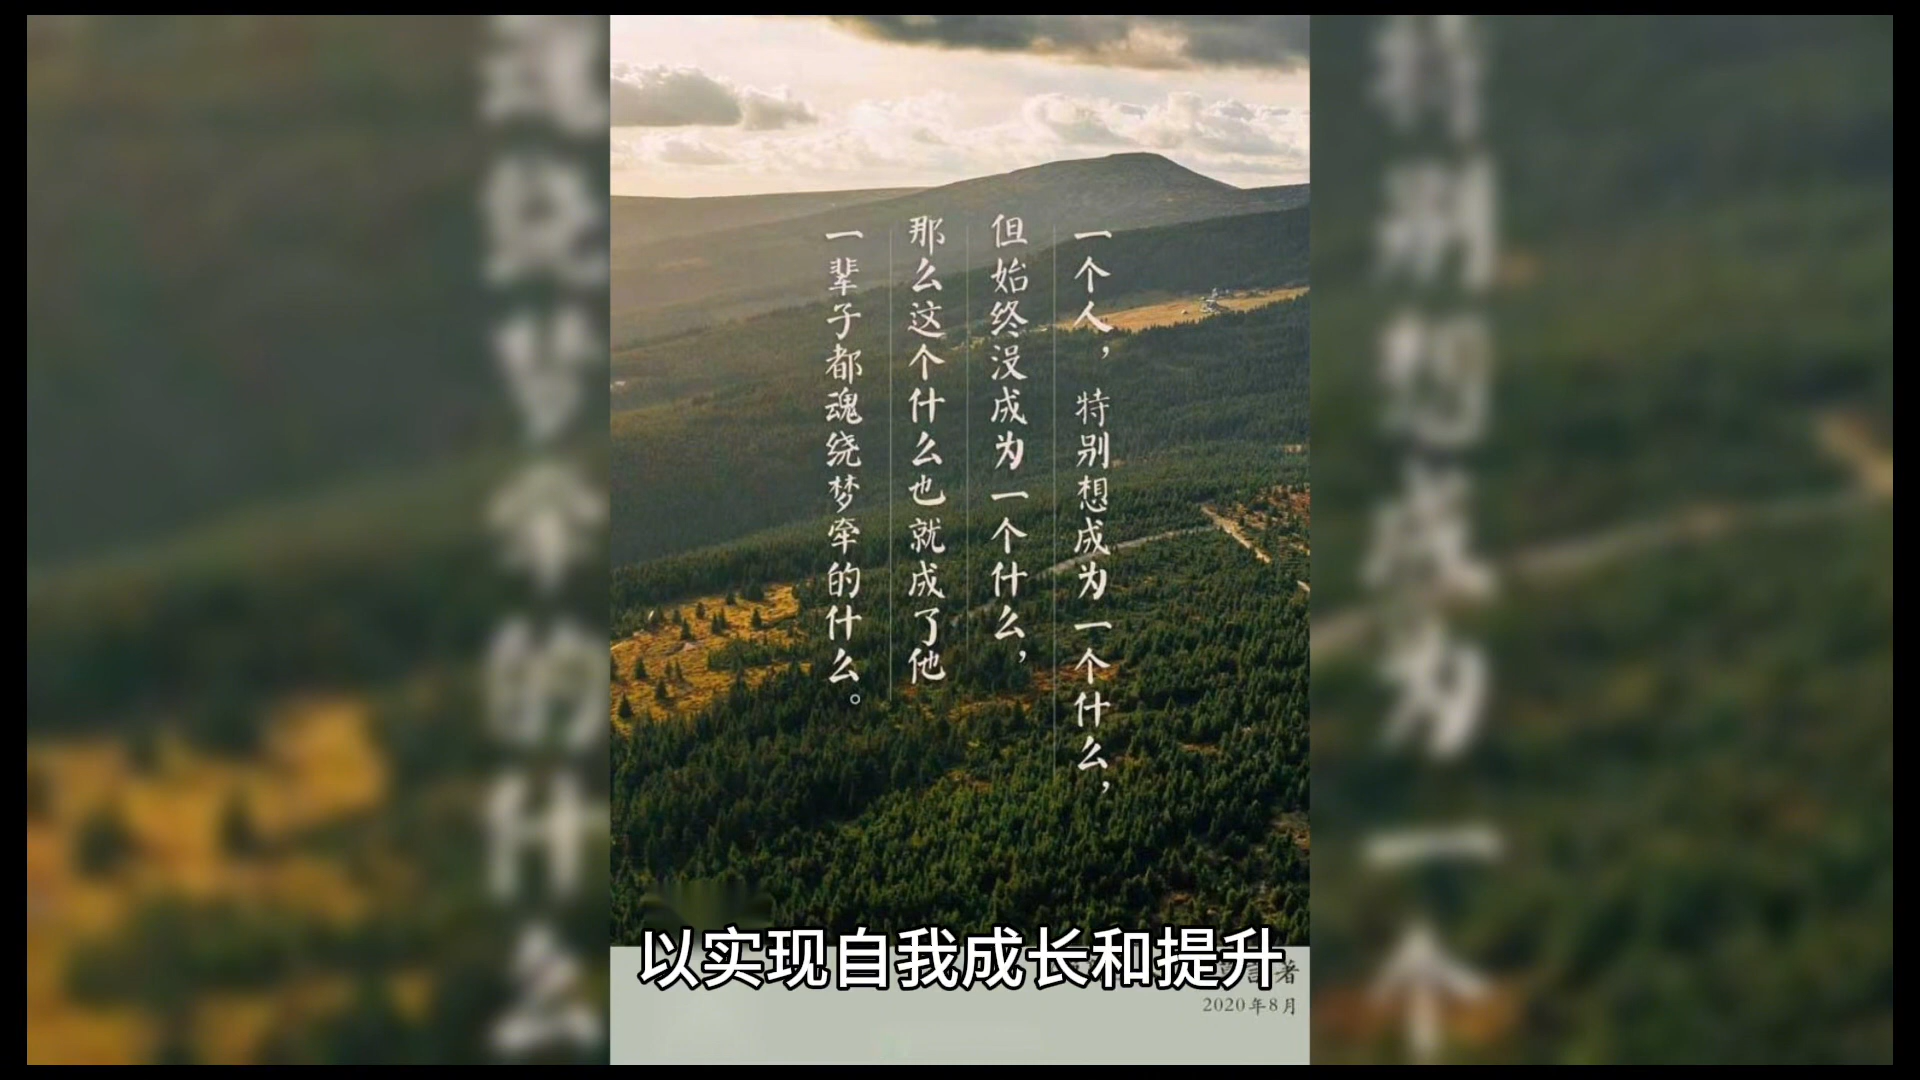 一个人，特别想成为一个什么，
但始终没成为一个什么，
那么这个什么也就成了他
一辈子都魂绕梦牵的什么。
以实现自我成长和提升
者
2020年8月